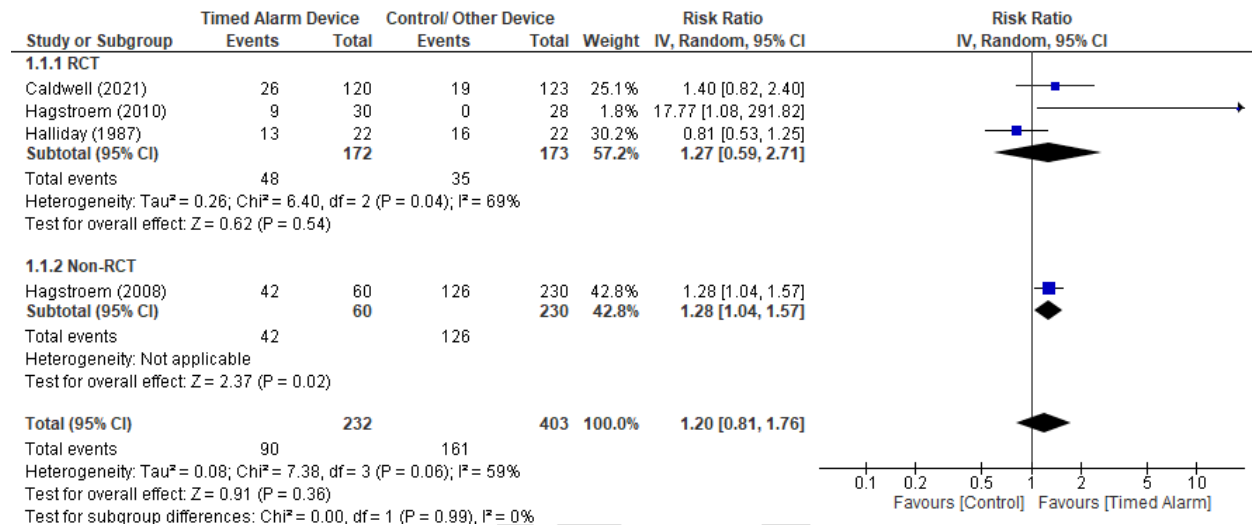 Timed Alarm Device Control/ Other Device Risk Ratio Risk Ratio
Study or Subgroup Events Total Events Total Weight IV, Random, 95% CI IV, Random, 95% CI
1.1.1 RCT
Caldwell (2021) 26 120 19 123 25.1% 1.40 [0.82, 2.40]
Hagstroem (2010) 9 30 0 28 1.8% 17.77 [1.08, 291.82]
Halliday (1987) 13 22 16 22 30.2% 0.81 [0.53, 1.25]
Subtotal (95% CI) 172 173 57.2% 1.27 [0.59, 2.71]
Total events 48 35
Heterogeneity: Tau² = 0.26; Chi² = 6.40, df = 2 (P = 0.04); I² = 69%
Test for overall effect: Z = 0.62 (P = 0.54)
1.1.2 Non-RCT
Hagstroem (2008) 42 60 126 230 42.8% 1.28 [1.04, 1.57]
Subtotal (95% CI) 60 230 42.8% 1.28 [1.04, 1.57]
Total events 42 126
Heterogeneity: Not applicable
Test for overall effect: Z = 2.37 (P = 0.02)
Total (95% CI) 232 403 100.0% 1.20 [0.81, 1.76]
Total events 90 161
Heterogeneity: Tau² = 0.08; Chi² = 7.38, df = 3 (P = 0.06); I² = 59%
Test for overall effect: Z = 0.91 (P = 0.36)
Test for subgroup differences: Chi² = 0.00, df = 1 (P = 0.99), I² = 0%
0.1 0.2 0.5 1 2 5 10
Favours [Control] Favours [Timed Alarm]